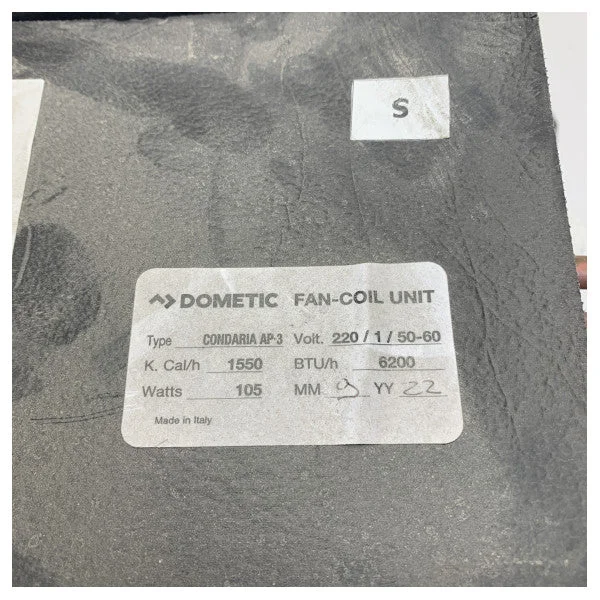 S
DOMETIC FAN-COIL UNIT
Type CONDARIA AP-3 Volt. 220 / 1 / 50-60
K. Cal/h 1550 BTU/h 6200
Watts 105 MM 9 YY 22
Made in Italy